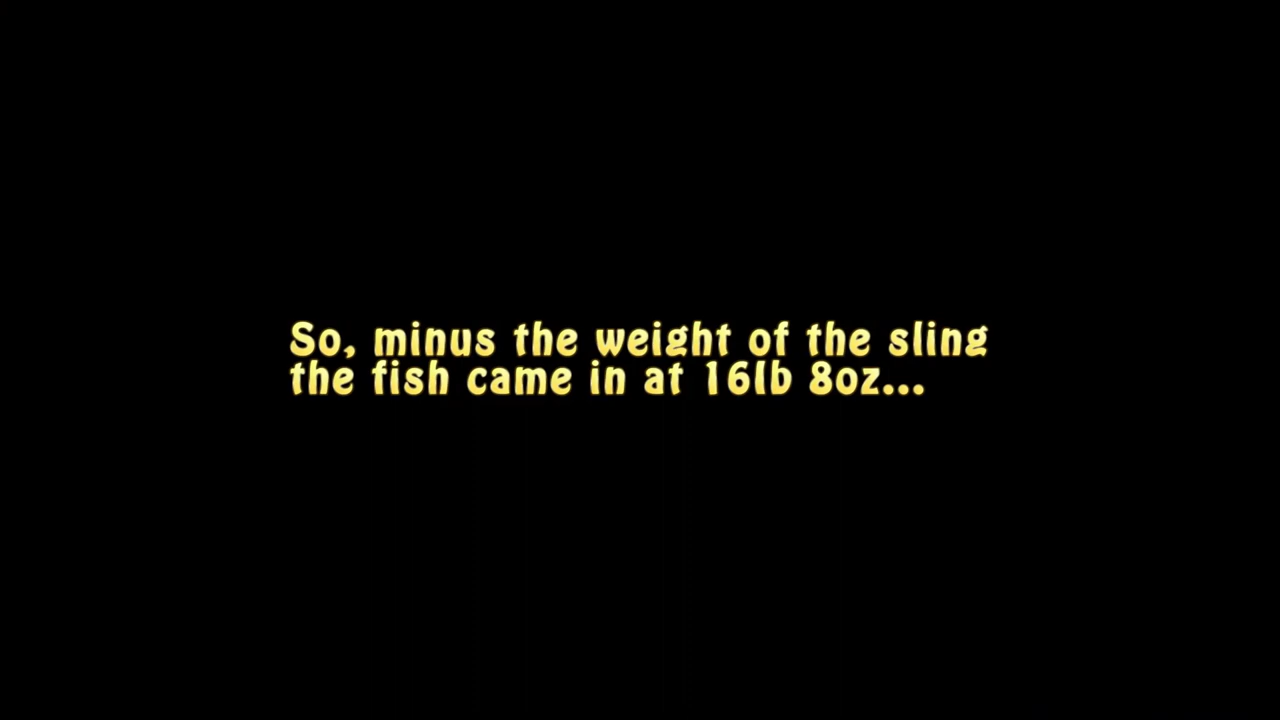 So, minus the weight of the sling
the fish came in at 16lb 8oz...